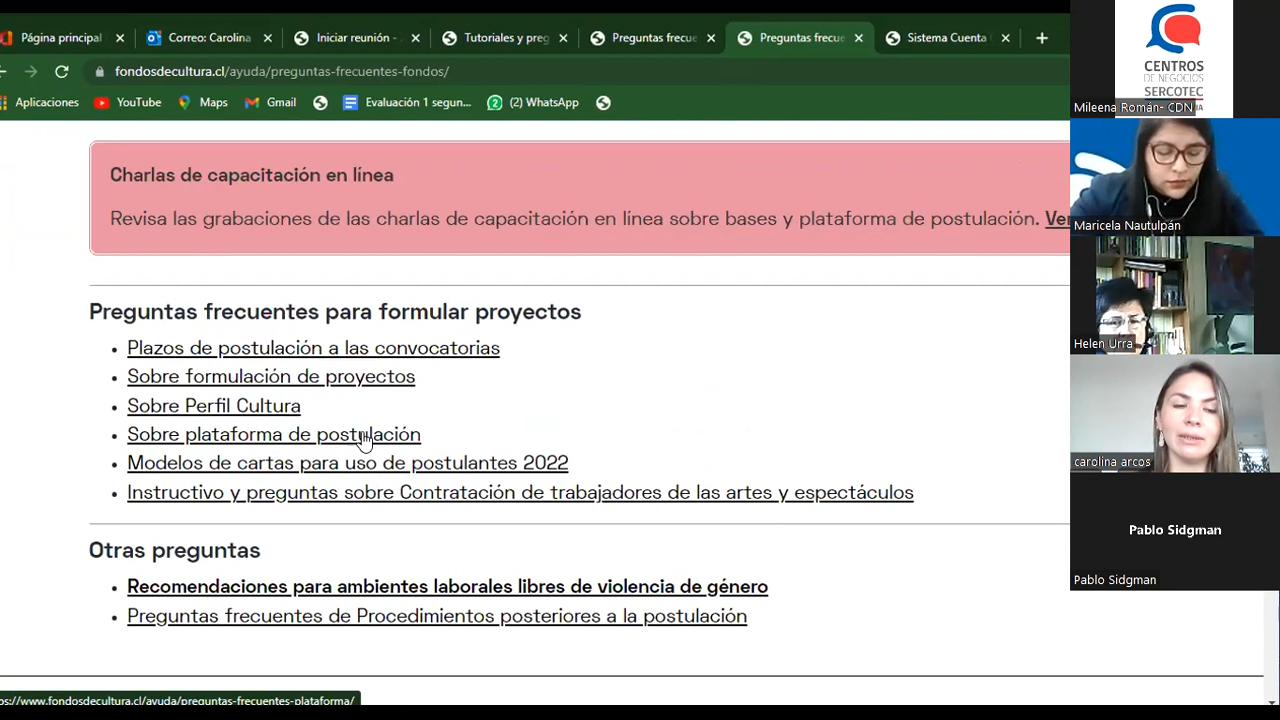 Página principal
Correo: Carolina
Iniciar reunión -
Tutoriales y preg
Preguntas frecue
Preguntas frecue
Sistema Cuenta
fondosdecultura.cl/ayuda/preguntas-frecuentes-fondos/
Aplicaciones
YouTube
Maps
Gmail
Evaluación 1 segun...
(2) WhatsApp
Charlas de capacitación en línea
Revisa las grabaciones de las charlas de capacitación en línea sobre bases y plataforma de postulación. Ve
Preguntas frecuentes para formular proyectos
Plazos de postulación a las convocatorias
Sobre formulación de proyectos
Sobre Perfil Cultura
Sobre plataforma de postulación
Modelos de cartas para uso de postulantes 2022
Instructivo y preguntas sobre Contratación de trabajadores de las artes y espectáculos
Otras preguntas
Recomendaciones para ambientes laborales libres de violencia de género
Preguntas frecuentes de Procedimientos posteriores a la postulación
ps://www.fondosdecultura.cl/ayuda/preguntas-frecuentes-plataforma/
CENTROS
DE NEGOCIOS
SERCOTEC
Mileena Román- CDN
Maricela Nautulpán
Helen Urra
carolina arcos
Pablo Sidgman
Pablo Sidgman